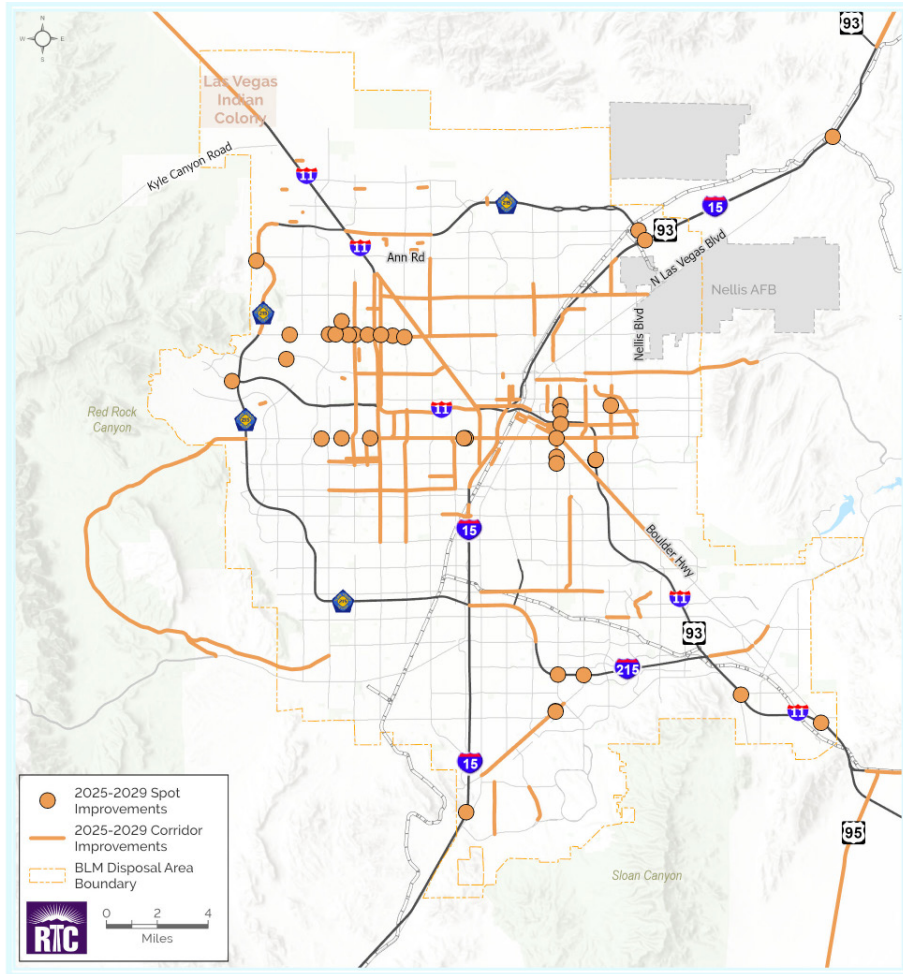 N
W
E
S
93
Las Vegas
Indian
Colony
Kyle Canyon Road
11
15
93
11
Ann Rd
N Las Vegas Blvd
Nellis AFB
Nellis Blvd
11
Red Rock
Canyon
15
Boulder Hwy
11
93
215
11
15
95
Sloan Canyon
2025-2029 Spot
Improvements
2025-2029 Corridor
Improvements
BLM Disposal Area
Boundary
RTC
0
2
4
Miles